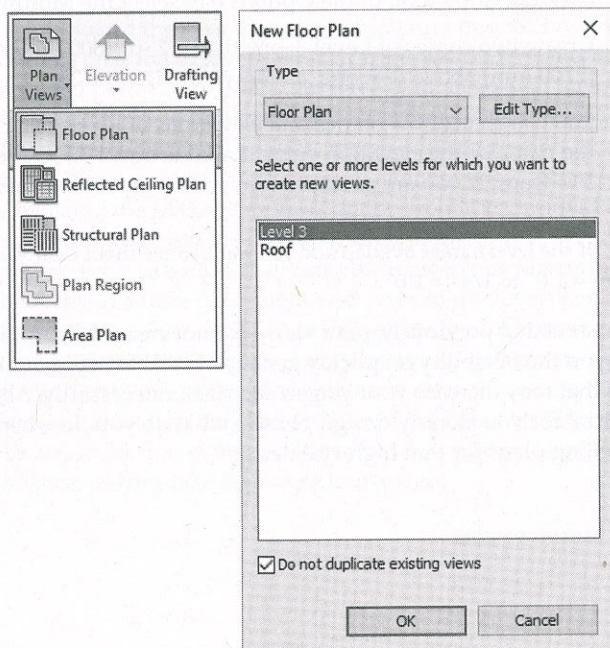 Plan
Views
Elevation
Drafting
View
Floor Plan
Reflected Ceiling Plan
Structural Plan
Plan Region
Area Plan
New Floor Plan
Type
Floor Plan
Edit Type...
Select one or more levels for which you want to
create new views.
Level 3
Roof
Do not duplicate existing views
OK
Cancel